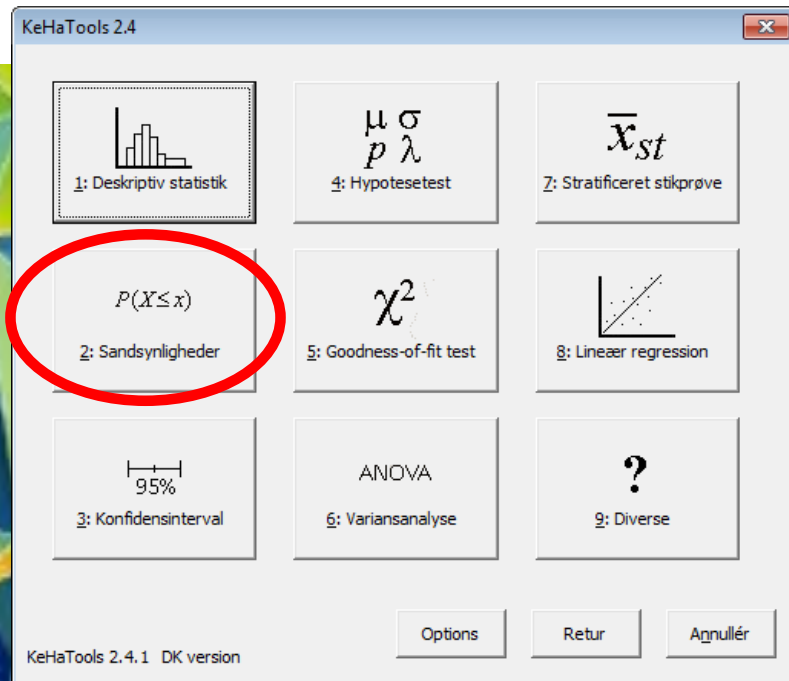 KeHaTools 2.4
1: Deskriptiv statistik
μ σ
p λ
4: Hypotesetest
x̅st
7: Stratificeret stikprøve
P(X≤x)
2: Sandsynligheder
χ²
5: Goodness-of-fit test
8: Lineær regression
95%
3: Konfidensinterval
ANOVA
6: Variansanalyse
?
9: Diverse
Options
Retur
Annullér
KeHaTools 2.4.1 DK version